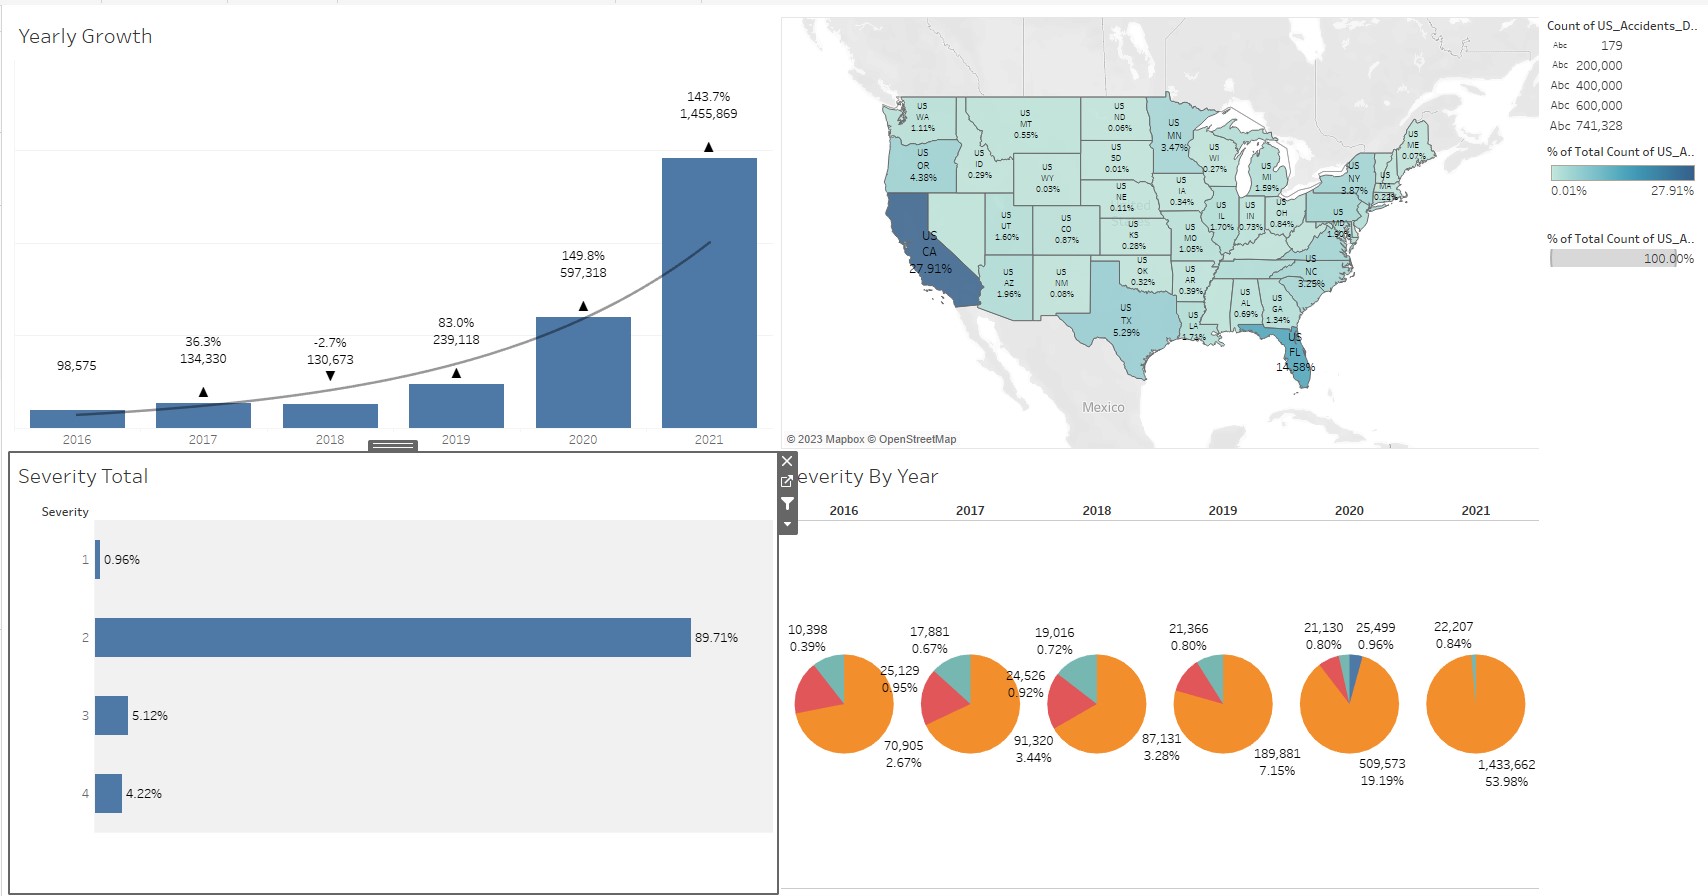 Yearly Growth
143.7%
1,455,869
149.8%
597,318
83.0%
239,118
36.3%
134,330
-2.7%
130,673
98,575
2016
2017
2018
2019
2020
2021
US
WA
1.11%
US
MT
0.55%
US
ND
0.06%
US
MN
3.47%
US
ME
0.07%
US
OR
4.38%
US
ID
0.29%
US
WY
0.03%
US
SD
0.01%
US
WI
0.27%
US
MI
1.59%
US
NY
3.87%
US
MA
US
NE
0.11%
US
IA
0.34%
US
CA
27.91%
US
UT
1.60%
US
CO
0.87%
US
KS
0.28%
US
MO
1.05%
US
IL
1.70%
US
IN
0.73%
US
OH
0.84%
US
MD
1.90%
US
AZ
1.96%
US
NM
0.08%
US
OK
0.32%
US
AR
0.39%
US
NC
3.25%
US
TX
5.29%
US
LA
1.71%
US
AL
0.69%
US
GA
1.34%
US
FL
14.58%
Mexico
© 2023 Mapbox © OpenStreetMap
Count of US_Accidents_D..
Abc 179
Abc 200,000
Abc 400,000
Abc 600,000
Abc 741,328
% of Total Count of US_A..
0.01% 27.91%
% of Total Count of US_A..
100.00%
Severity Total
Severity
1 0.96%
2 89.71%
3 5.12%
4 4.22%
everity By Year
2016
2017
2018
2019
2020
2021
10,398
0.39%
70,905
2.67%
17,881
0.67%
25,129
0.95%
91,320
3.44%
19,016
0.72%
24,526
0.92%
87,131
3.28%
21,366
0.80%
189,881
7.15%
21,130
0.80%
25,499
0.96%
509,573
19.19%
22,207
0.84%
1,433,662
53.98%